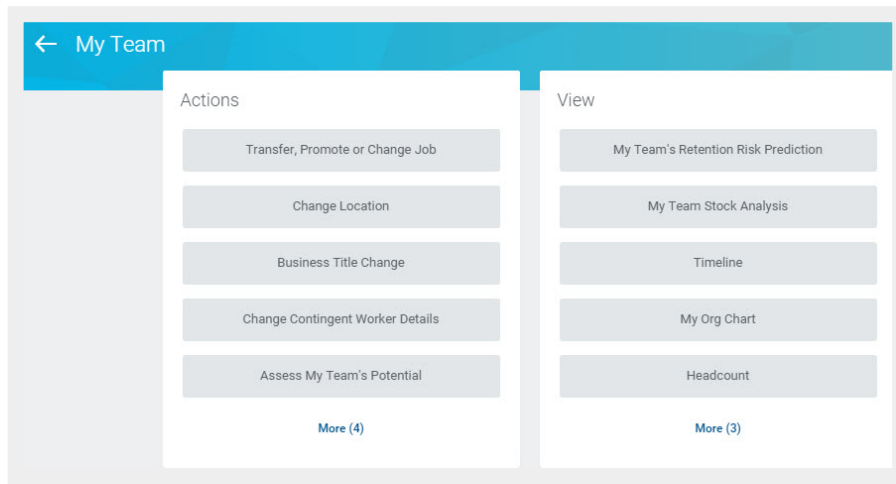 My Team
Actions
Transfer, Promote or Change Job
Change Location
Business Title Change
Change Contingent Worker Details
Assess My Team's Potential
More (4)
View
My Team's Retention Risk Prediction
My Team Stock Analysis
Timeline
My Org Chart
Headcount
More (3)